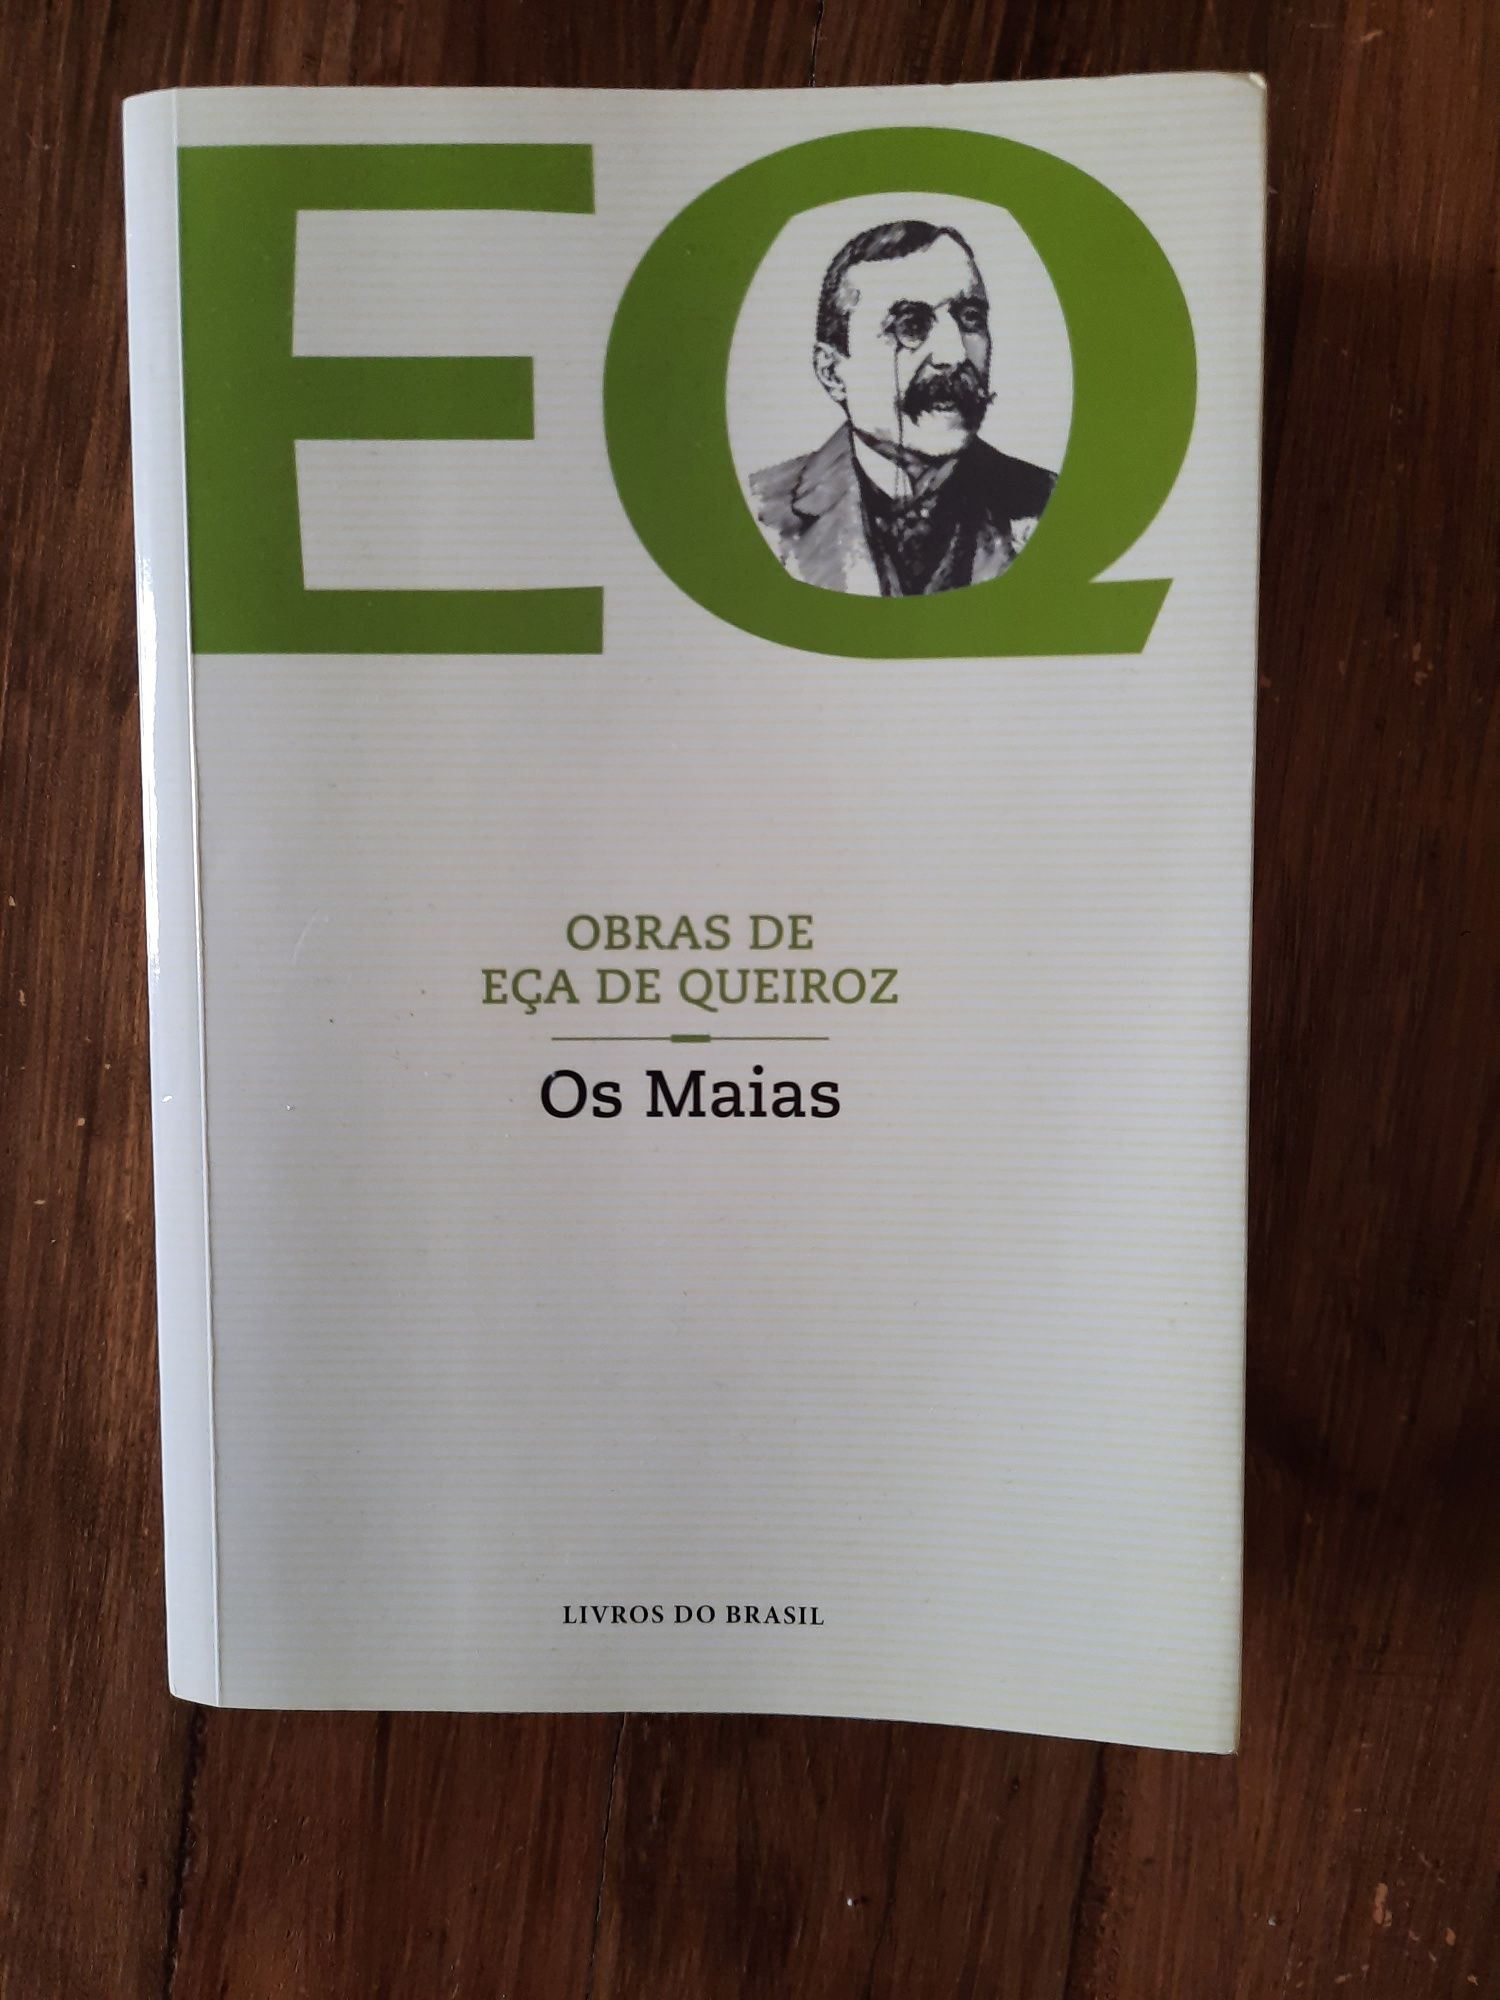 EQ
OBRAS DE
EÇA DE QUEIROZ
Os Maias
LIVROS DO BRASIL